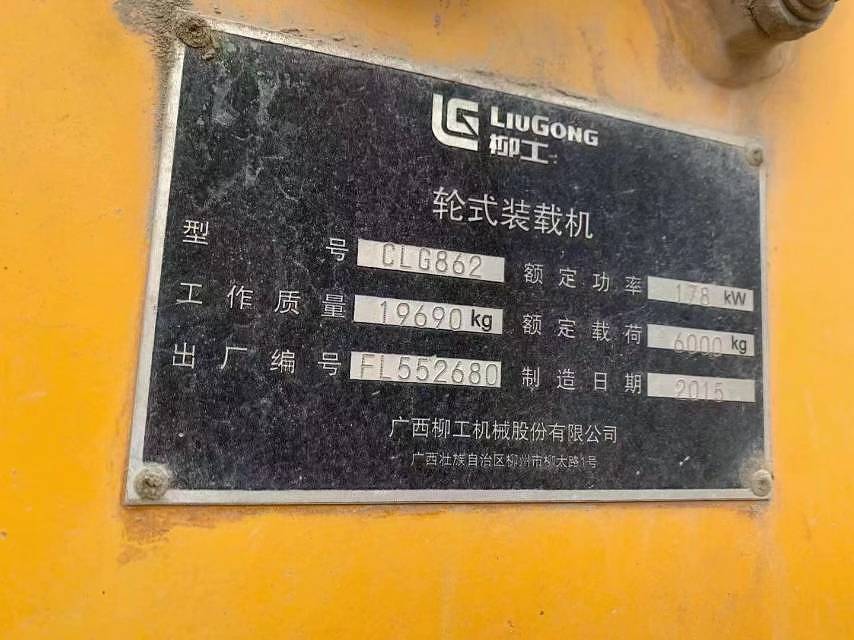 LIUGONG
柳工
轮式装载机
型号 CLG862 额定功率 178 kW
工作质量 19690 kg 额定载荷 6000 kg
出厂编号 FL552680 制造日期 2015
广西柳工机械股份有限公司
广西壮族自治区柳州市柳太路1号